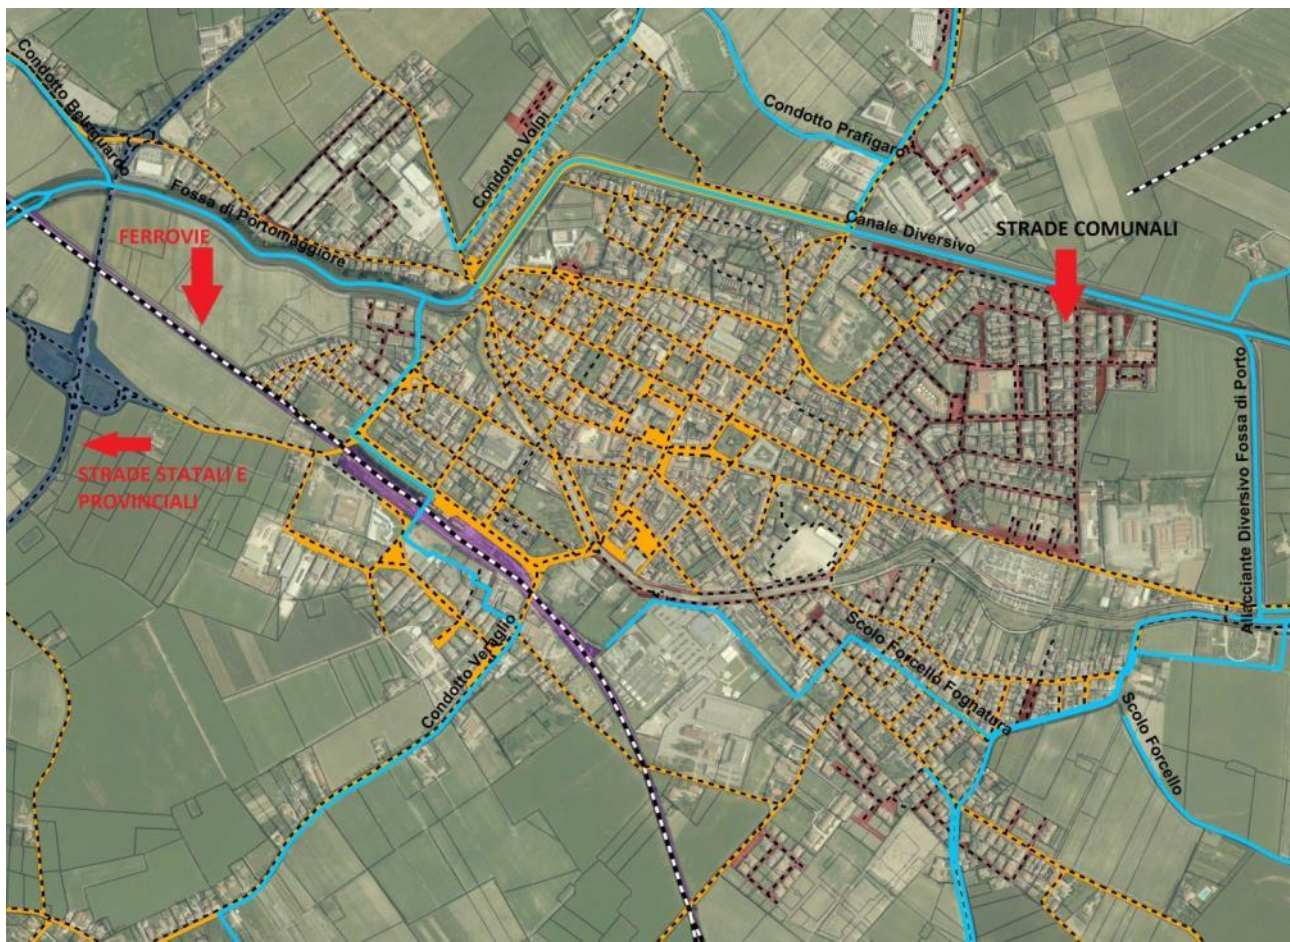 Condotto Belriguardo
Fossa di Portomaggiore
Condotto Volpi
Condotto Prafigaro
Canale Diversivo
FERROVIE
STRADE COMUNALI
STRADE STATALI E
PROVINCIALI
Allacciante Diversivo Fossa di Porto
Condotto Veraglio
Scolo Forcello Fognatura
Scolo Forcello